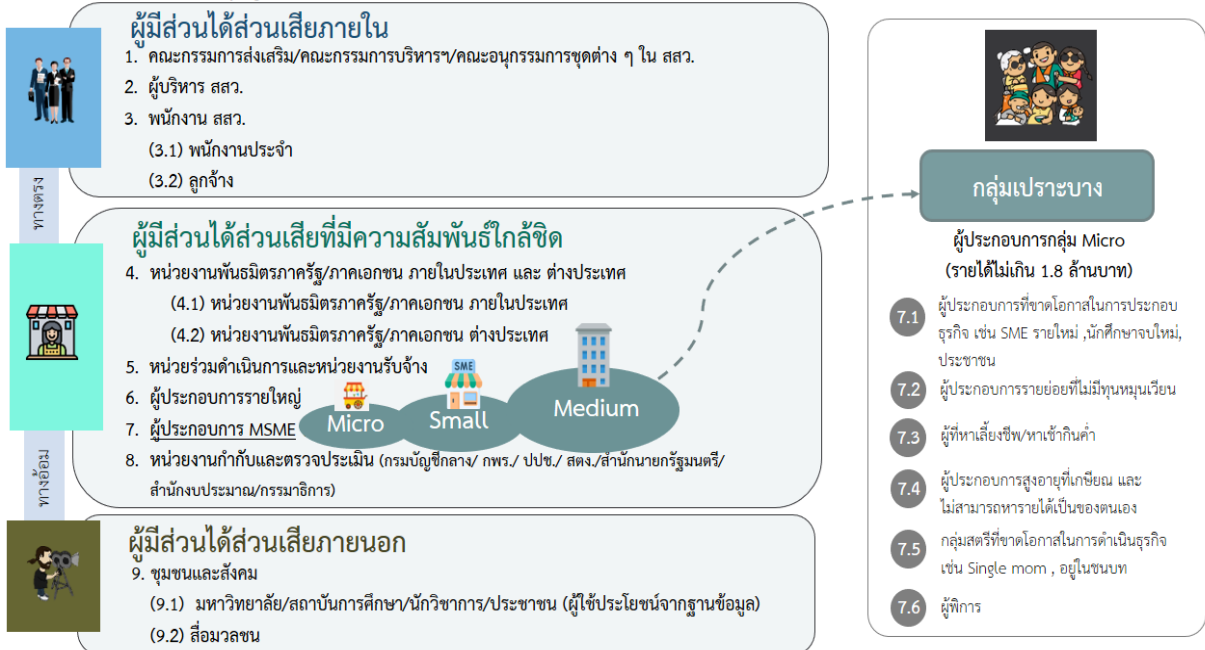 ผู้มีส่วนได้ส่วนเสียภายใน
1. คณะกรรมการส่งเสริม/คณะกรรมการบริหารฯ/คณะอนุกรรมการชุดต่าง ๆ ใน สสว.
2. ผู้บริหาร สสว.
3. พนักงาน สสว.
(3.1) พนักงานประจำ
(3.2) ลูกจ้าง
ทางตรง
ผู้มีส่วนได้ส่วนเสียที่มีความสัมพันธ์ใกล้ชิด
4. หน่วยงานพันธมิตรภาครัฐ/ภาคเอกชน ภายในประเทศ และ ต่างประเทศ
(4.1) หน่วยงานพันธมิตรภาครัฐ/ภาคเอกชน ภายในประเทศ
(4.2) หน่วยงานพันธมิตรภาครัฐ/ภาคเอกชน ต่างประเทศ
5. หน่วยร่วมดำเนินการและหน่วยงานรับจ้าง
6. ผู้ประกอบการรายใหญ่
7. ผู้ประกอบการ MSME
SME
Micro
Small
Medium
8. หน่วยงานกำกับและตรวจประเมิน (กรมบัญชีกลาง/ กพร./ ปปช./ สตง./สำนักนายกรัฐมนตรี/
สำนักงบประมาณ/กรรมาธิการ)
ทางอ้อม
ผู้มีส่วนได้ส่วนเสียภายนอก
9. ชุมชนและสังคม
(9.1) มหาวิทยาลัย/สถาบันการศึกษา/นักวิชาการ/ประชาชน (ผู้ใช้ประโยชน์จากฐานข้อมูล)
(9.2) สื่อมวลชน
กลุ่มเปราะบาง
ผู้ประกอบการกลุ่ม Micro
(รายได้ไม่เกิน 1.8 ล้านบาท)
7.1 ผู้ประกอบการที่ขาดโอกาสในการประกอบ
ธุรกิจ เช่น SME รายใหม่ ,นักศึกษาจบใหม่,
ประชาชน
7.2 ผู้ประกอบการรายย่อยที่ไม่มีทุนหมุนเวียน
7.3 ผู้ที่หาเลี้ยงชีพ/หาเช้ากินค่ำ
7.4 ผู้ประกอบการสูงอายุที่เกษียณ และ
ไม่สามารถหารายได้เป็นของตนเอง
7.5 กลุ่มสตรีที่ขาดโอกาสในการดำเนินธุรกิจ
เช่น Single mom , อยู่ในชนบท
7.6 ผู้พิการ